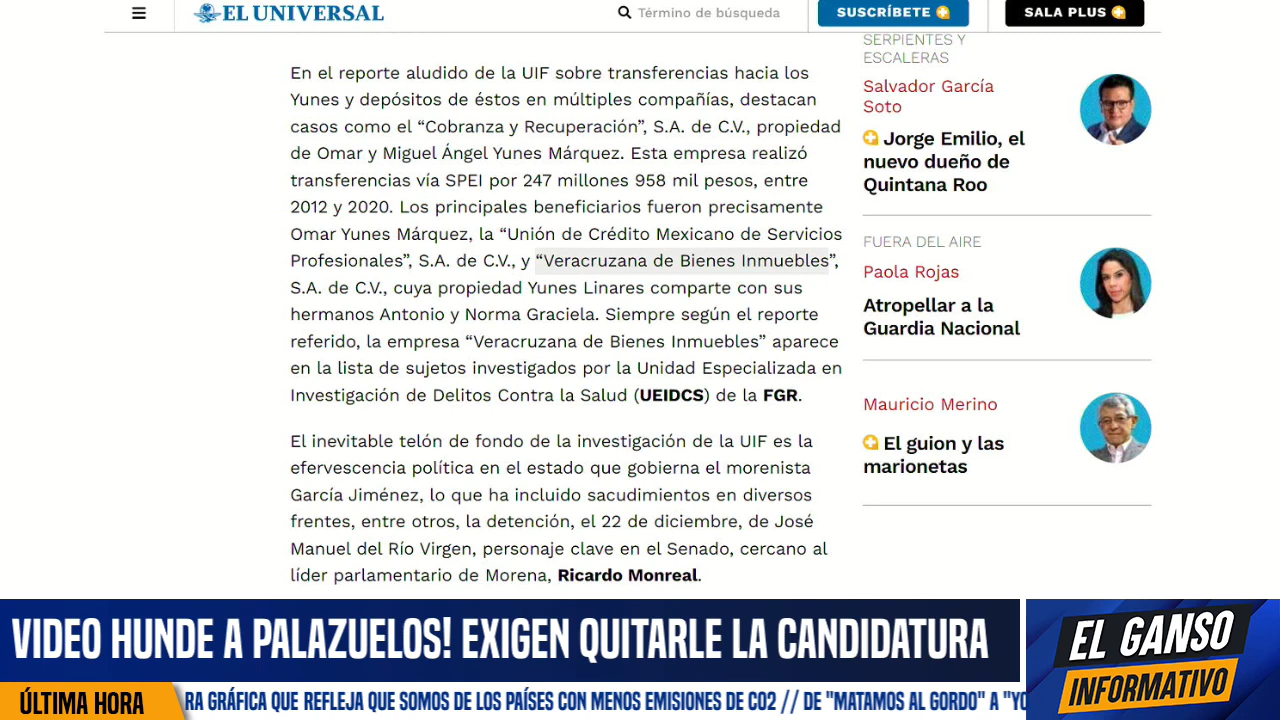 EL UNIVERSAL
Término de búsqueda
SUSCRÍBETE
SALA PLUS
En el reporte aludido de la UIF sobre transferencias hacia los
Yunes y depósitos de éstos en múltiples compañías, destacan
casos como el “Cobranza y Recuperación”, S.A. de C.V., propiedad
de Omar y Miguel Ángel Yunes Márquez. Esta empresa realizó
transferencias vía SPEI por 247 millones 958 mil pesos, entre
2012 y 2020. Los principales beneficiarios fueron precisamente
Omar Yunes Márquez, la “Unión de Crédito Mexicano de Servicios
Profesionales”, S.A. de C.V., y “Veracruzana de Bienes Inmuebles”,
S.A. de C.V., cuya propiedad Yunes Linares comparte con sus
hermanos Antonio y Norma Graciela. Siempre según el reporte
referido, la empresa “Veracruzana de Bienes Inmuebles” aparece
en la lista de sujetos investigados por la Unidad Especializada en
Investigación de Delitos Contra la Salud (UEIDCS) de la FGR.
El inevitable telón de fondo de la investigación de la UIF es la
efervescencia política en el estado que gobierna el morenista
García Jiménez, lo que ha incluido sacudimientos en diversos
frentes, entre otros, la detención, el 22 de diciembre, de José
Manuel del Río Virgen, personaje clave en el Senado, cercano al
líder parlamentario de Morena, Ricardo Monreal.
SERPIENTES Y
ESCALERAS
Salvador García
Soto
Jorge Emilio, el
nuevo dueño de
Quintana Roo
FUERA DEL AIRE
Paola Rojas
Atropellar a la
Guardia Nacional
Mauricio Merino
El guion y las
marionetas
VIDEO HUNDE A PALAZUELOS! EXIGEN QUITARLE LA CANDIDATURA
EL GANSO
INFORMATIVO
ÚLTIMA HORA
RA GRÁFICA QUE REFLEJA QUE SOMOS DE LOS PAÍSES CON MENOS EMISIONES DE CO2 // DE "MATAMOS AL GORDO" A "YO